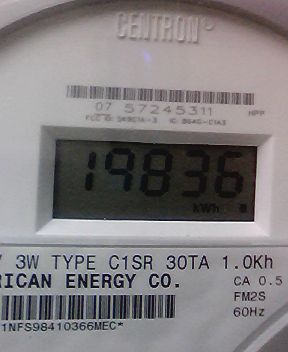 CENTRON
07 57245311 HPP
FCC ID: SK9C1A-3 IC: 864G-C1A3
19836
kWh
3W TYPE C1SR 30TA 1.0Kh
RICAN ENERGY CO. CA 0.5
FM2S
60Hz
1NFS98410366MEC*